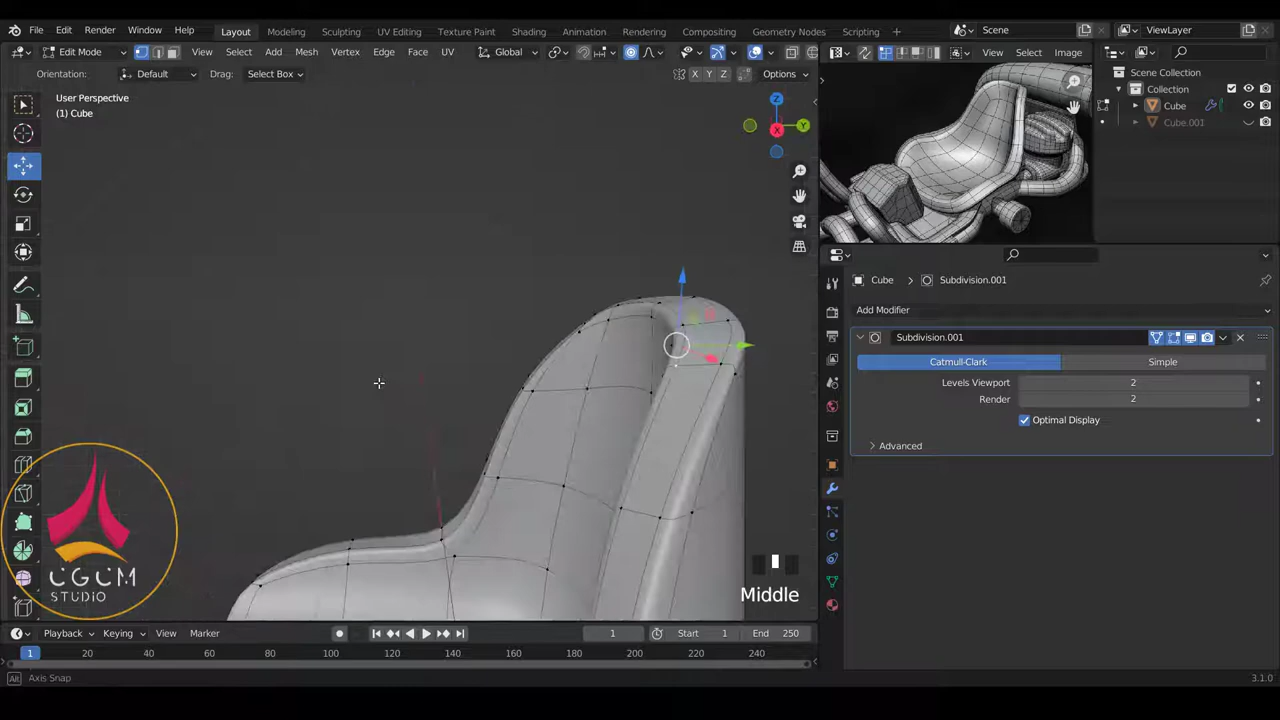 File Edit Render Window Help Layout Modeling Sculpting UV Editing Texture Paint Shading Animation Rendering Compositing Geometry Nodes Scripting + Scene ViewLayer
Edit Mode View Select Add Mesh Vertex Edge Face UV Global View Select Image
Orientation: Default Drag: Select Box X Y Z Options
Scene Collection
Collection
Cube
Cube.001
User Perspective
(1) Cube
Z
Y
X
Cube Subdivision.001
Add Modifier
Subdivision.001
Catmull-Clark Simple
Levels Viewport 2
Render 2
Optimal Display
Advanced
CGCM
STUDIO
Middle
Playback Keying View Marker 1 Start 1 End 250
1 20 40 60 80 100 120 140 160 180 200 220 240
Alt Axis Snap 3.1.0